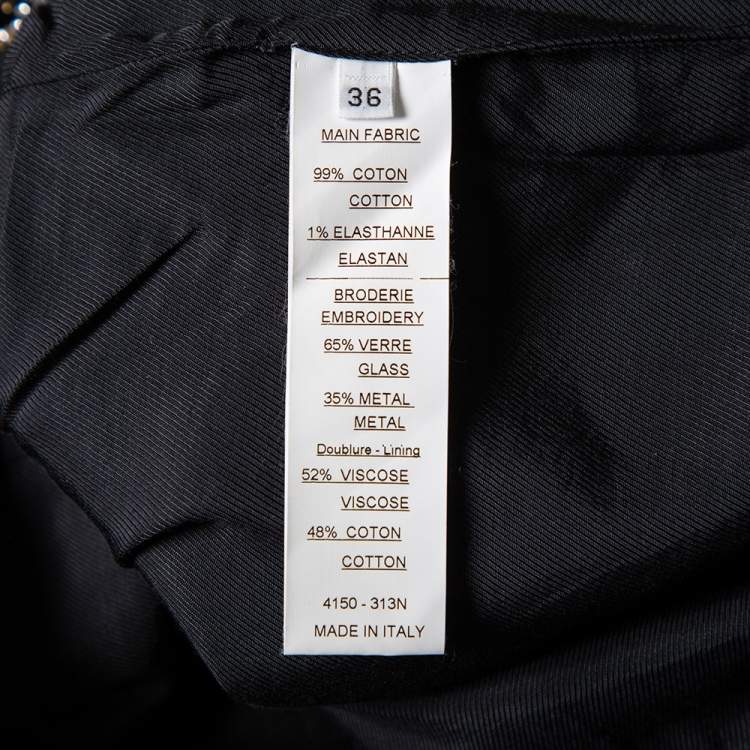 36
MAIN FABRIC
99% COTON
COTTON
1% ELASTHANNE
ELASTAN
BRODERIE
EMBROIDERY
65% VERRE
GLASS
35% METAL
METAL
Doublure - Lining
52% VISCOSE
VISCOSE
48% COTON
COTTON
4150 - 313N
MADE IN ITALY